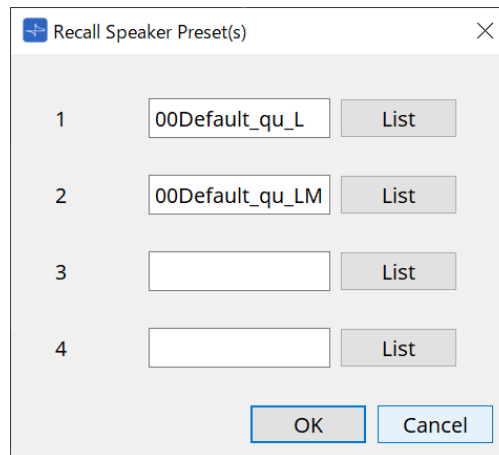 Recall Speaker Preset(s)
1 00Default_qu_L List
2 00Default_qu_LM List
3 List
4 List
OK Cancel